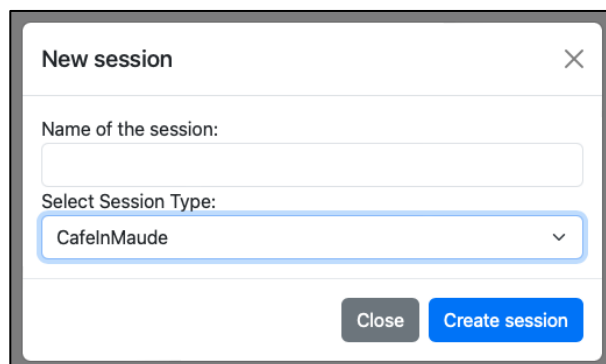 New session
Name of the session:
Select Session Type:
CafeInMaude
Close Create session